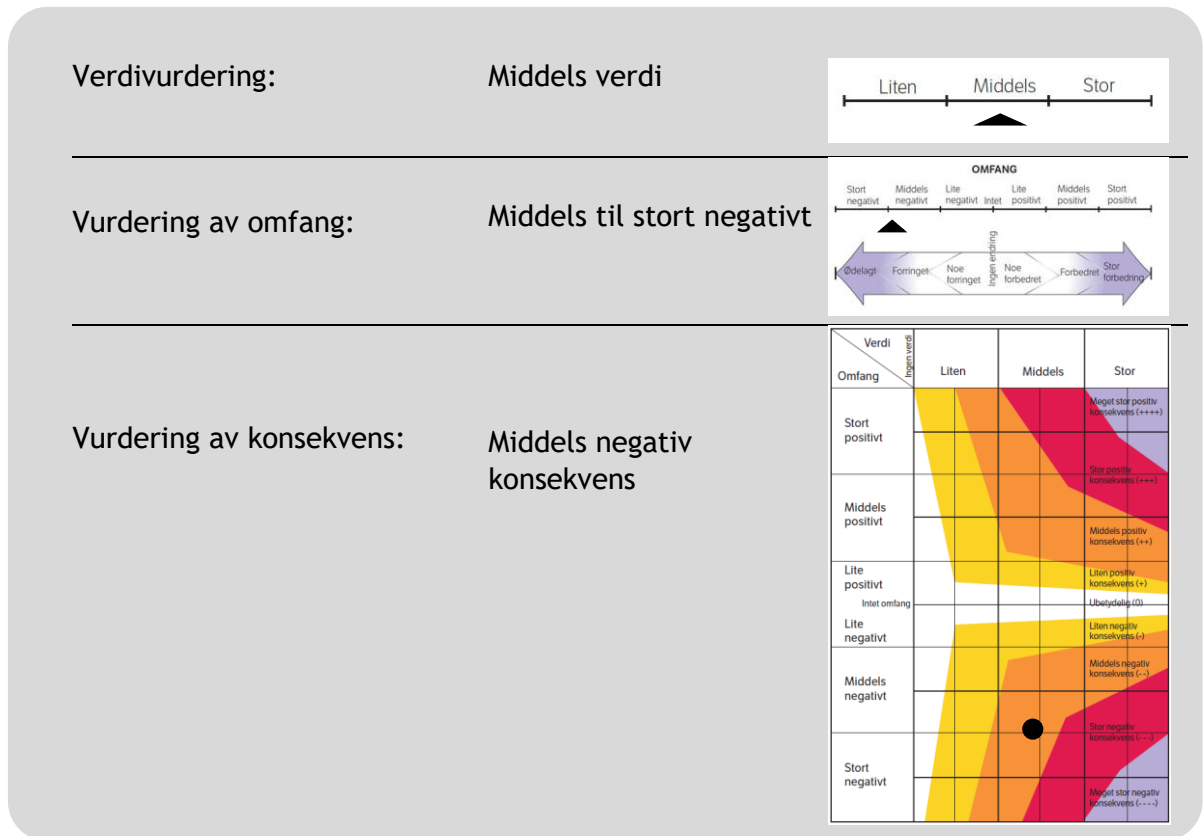 Verdivurdering:
Middels verdi
Liten Middels Stor
Vurdering av omfang:
Middels til stort negativt
OMFANG
Stort negativt
Middels negativt
Lite negativt
Intet
Lite positivt
Middels positivt
Stort positivt
Ødelagt
Forringet
Noe forringet
Ingen endring
Noe forbedret
Forbedret
Stor forbedring
Vurdering av konsekvens:
Middels negativ
konsekvens
Verdi
Omfang
Ingen verdi
Liten
Middels
Stor
Stort
positivt
Meget stor positiv
konsekvens (++++)
Stor positiv
konsekvens (+++)
Middels
positivt
Middels positiv
konsekvens (++)
Lite
positivt
Liten positiv
konsekvens (+)
Intet omfang
Ubetydelig (0)
Lite
negativt
Liten negativ
konsekvens (-)
Middels
negativt
Middels negativ
konsekvens (--)
Stor negativ
konsekvens (---)
Stort
negativt
Meget stor negativ
konsekvens (----)